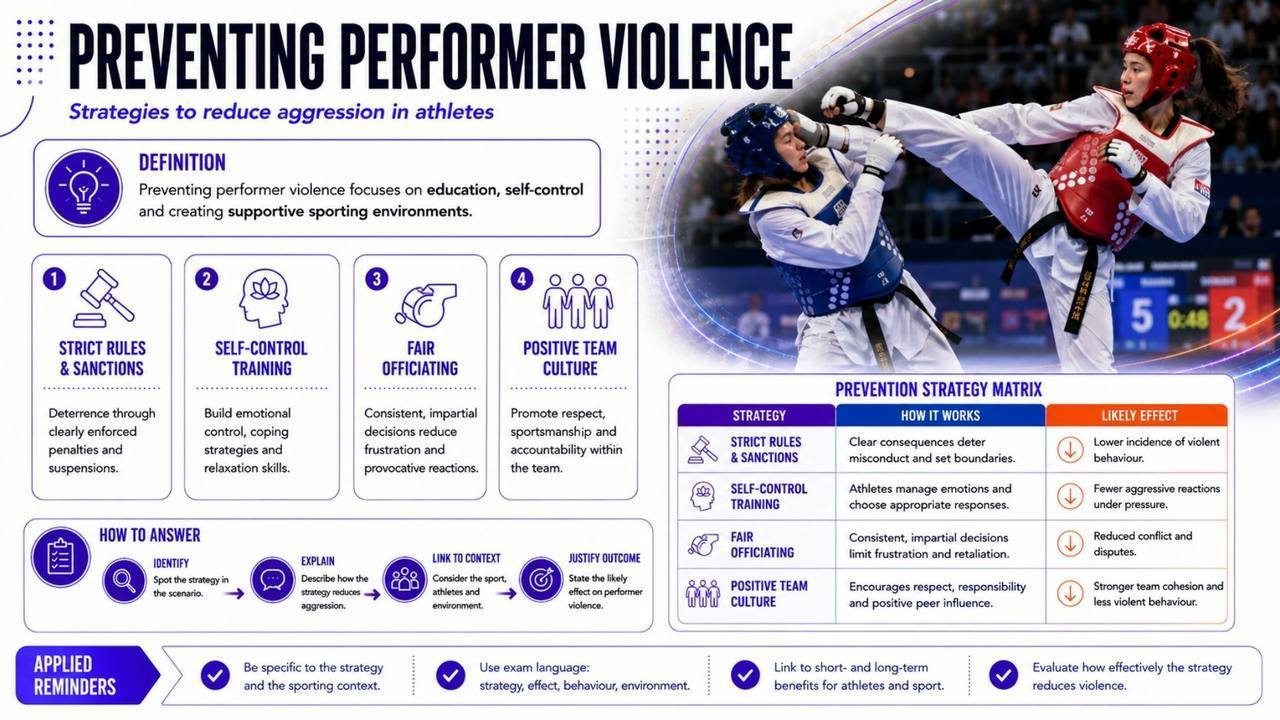 PREVENTING PERFORMER VIOLENCE
Strategies to reduce aggression in athletes
DEFINITION
Preventing performer violence focuses on education, self-control
and creating supportive sporting environments.
1
STRICT RULES
& SANCTIONS
Deterrence through
clearly enforced
penalties and
suspensions.
2
SELF-CONTROL
TRAINING
Build emotional
control, coping
strategies and
relaxation skills.
3
FAIR
OFFICIATING
Consistent, impartial
decisions reduce
frustration and
provocative reactions.
4
POSITIVE TEAM
CULTURE
Promote respect,
sportsmanship and
accountability within
the team.
5
0:48
2
PREVENTION STRATEGY MATRIX
STRATEGY
HOW IT WORKS
LIKELY EFFECT
STRICT RULES
& SANCTIONS
Clear consequences deter
misconduct and set boundaries.
Lower incidence of violent
behaviour.
SELF-CONTROL
TRAINING
Athletes manage emotions and
choose appropriate responses.
Fewer aggressive reactions
under pressure.
FAIR
OFFICIATING
Consistent, impartial decisions
limit frustration and retaliation.
Reduced conflict and
disputes.
POSITIVE TEAM
CULTURE
Encourages respect, responsibility
and positive peer influence.
Stronger team cohesion and
less violent behaviour.
HOW TO ANSWER
IDENTIFY
Spot the strategy in
the scenario.
EXPLAIN
Describe how the
strategy reduces
aggression.
LINK TO CONTEXT
Consider the sport,
athletes and
environment.
JUSTIFY OUTCOME
State the likely
effect on performer
violence.
APPLIED
REMINDERS
Be specific to the strategy
and the sporting context.
Use exam language:
strategy, effect, behaviour, environment.
Link to short- and long-term
benefits for athletes and sport.
Evaluate how effectively the strategy
reduces violence.